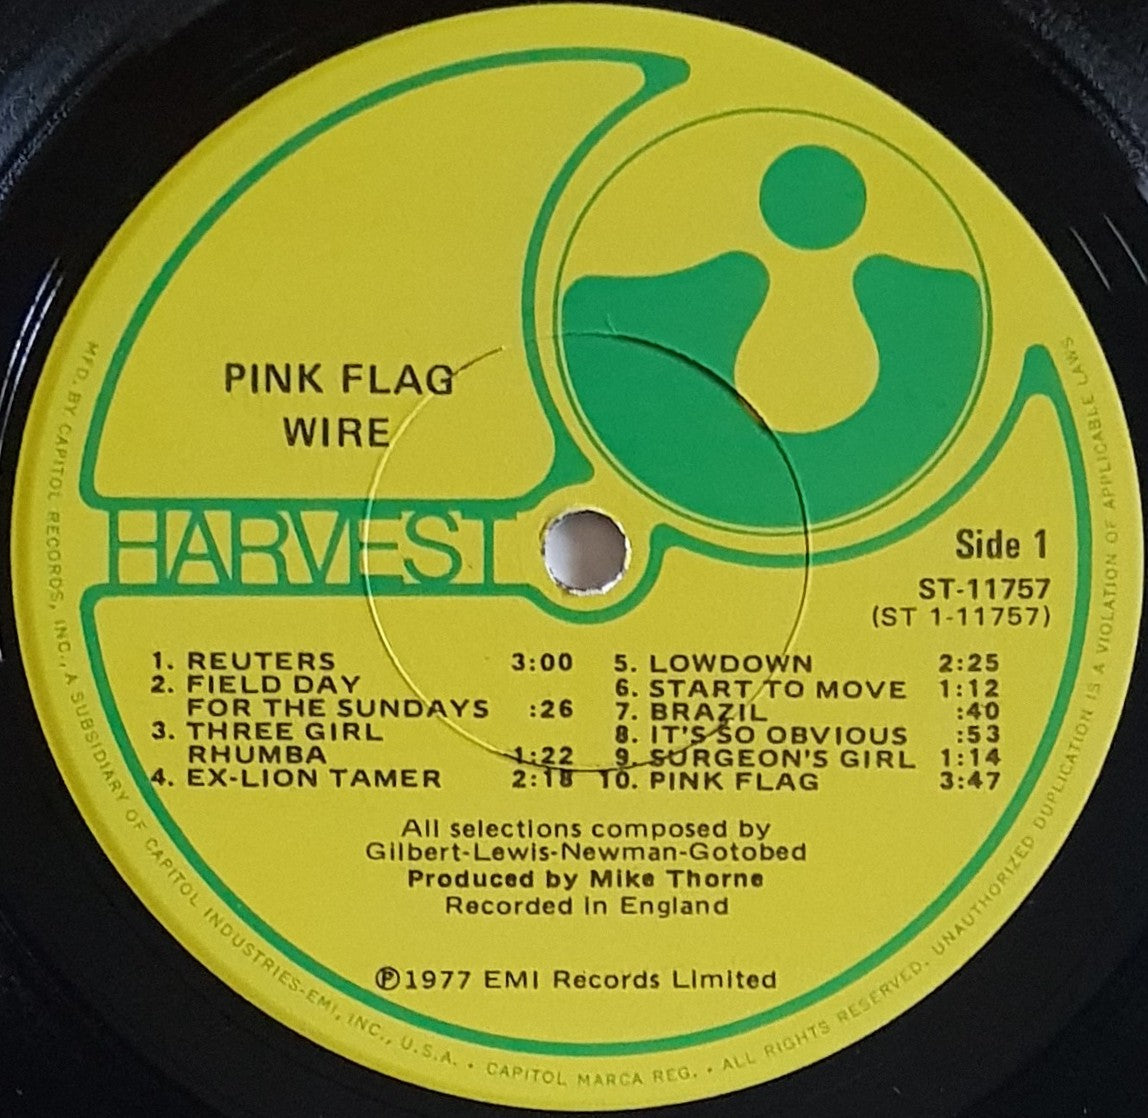 PINK FLAG
WIRE
HARVEST
Side 1
ST-11757
(ST 1-11757)
1. REUTERS 3:00
2. FIELD DAY
FOR THE SUNDAYS :26
3. THREE GIRL
RHUMBA 1:22
4. EX-LION TAMER 2:18
5. LOWDOWN 2:25
6. START TO MOVE 1:12
7. BRAZIL :40
8. IT'S SO OBVIOUS :53
9. SURGEON'S GIRL 1:14
10. PINK FLAG 3:47
All selections composed by
Gilbert-Lewis-Newman-Gotobed
Produced by Mike Thorne
Recorded in England
℗1977 EMI Records Limited
MFD. BY CAPITOL RECORDS, INC., A SUBSIDIARY OF CAPITOL INDUSTRIES-EMI, INC., U.S.A. • CAPITOL MARCA REG. • ALL RIGHTS RESERVED. UNAUTHORIZED DUPLICATION IS A VIOLATION OF APPLICABLE LAWS